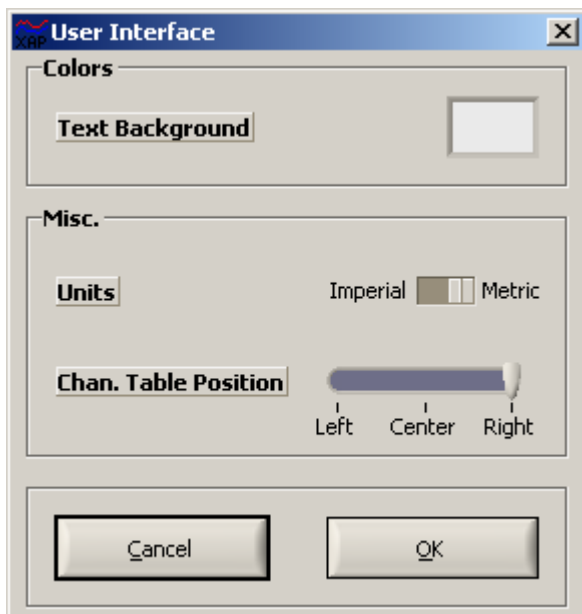 XAP User Interface
Colors
Text Background
Misc.
Units Imperial Metric
Chan. Table Position
Left Center Right
Cancel OK